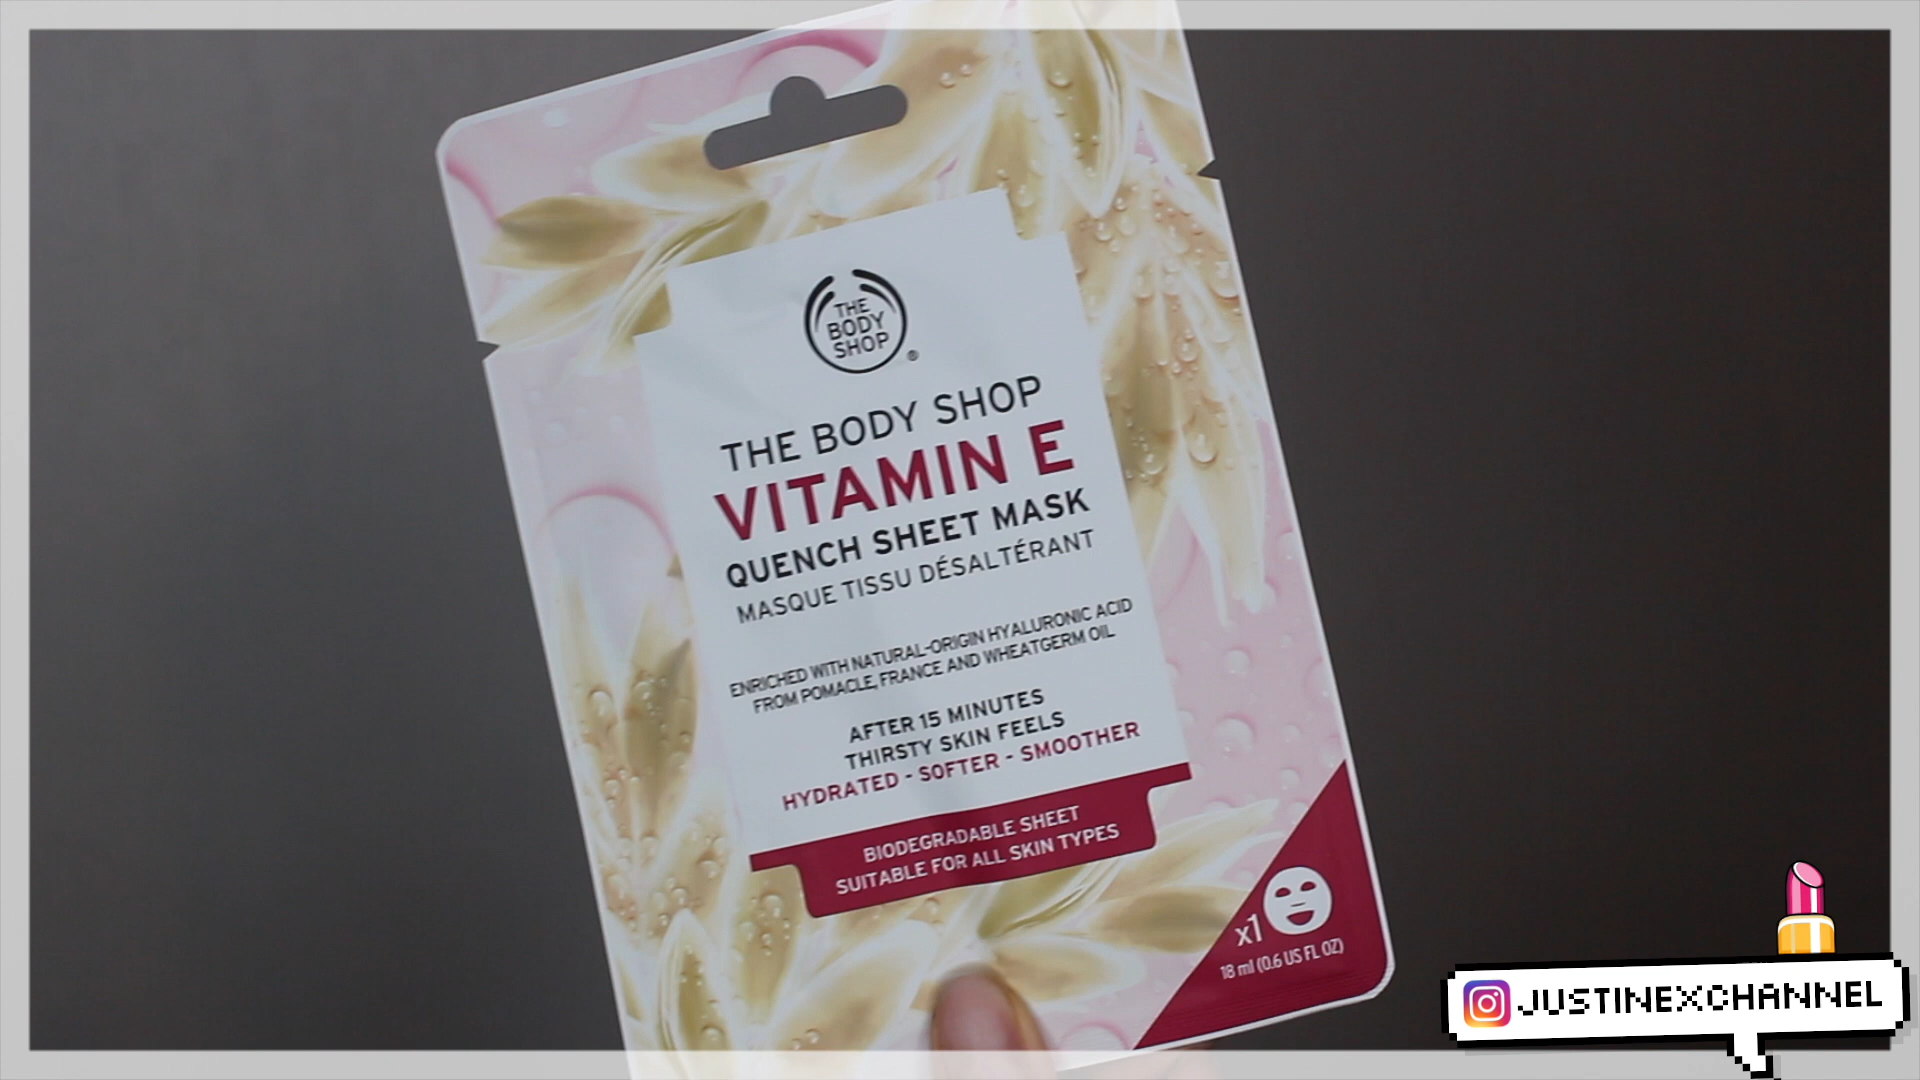 THE
BODY
SHOP
®
THE BODY SHOP
VITAMIN E
QUENCH SHEET MASK
MASQUE TISSU DÉSALTÉRANT
ENRICHED WITH NATURAL-ORIGIN HYALURONIC ACID
FROM POMACLE, FRANCE AND WHEATGERM OIL
AFTER 15 MINUTES
THIRSTY SKIN FEELS
HYDRATED - SOFTER - SMOOTHER
BIODEGRADABLE SHEET
SUITABLE FOR ALL SKIN TYPES
x1
18 ml (0.6 US FL OZ)
JUSTINEXCHANNEL